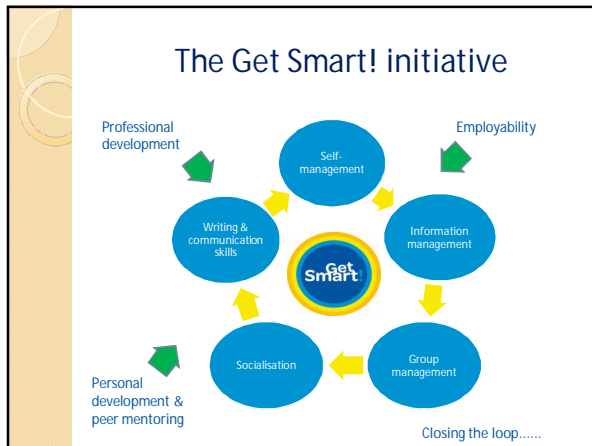 The Get Smart! initiative
Professional
development
Employability
Self-
management
Writing &
communication
skills
Information
management
Get
Smart!
Socialisation
Group
management
Personal
development &
peer mentoring
Closing the loop......